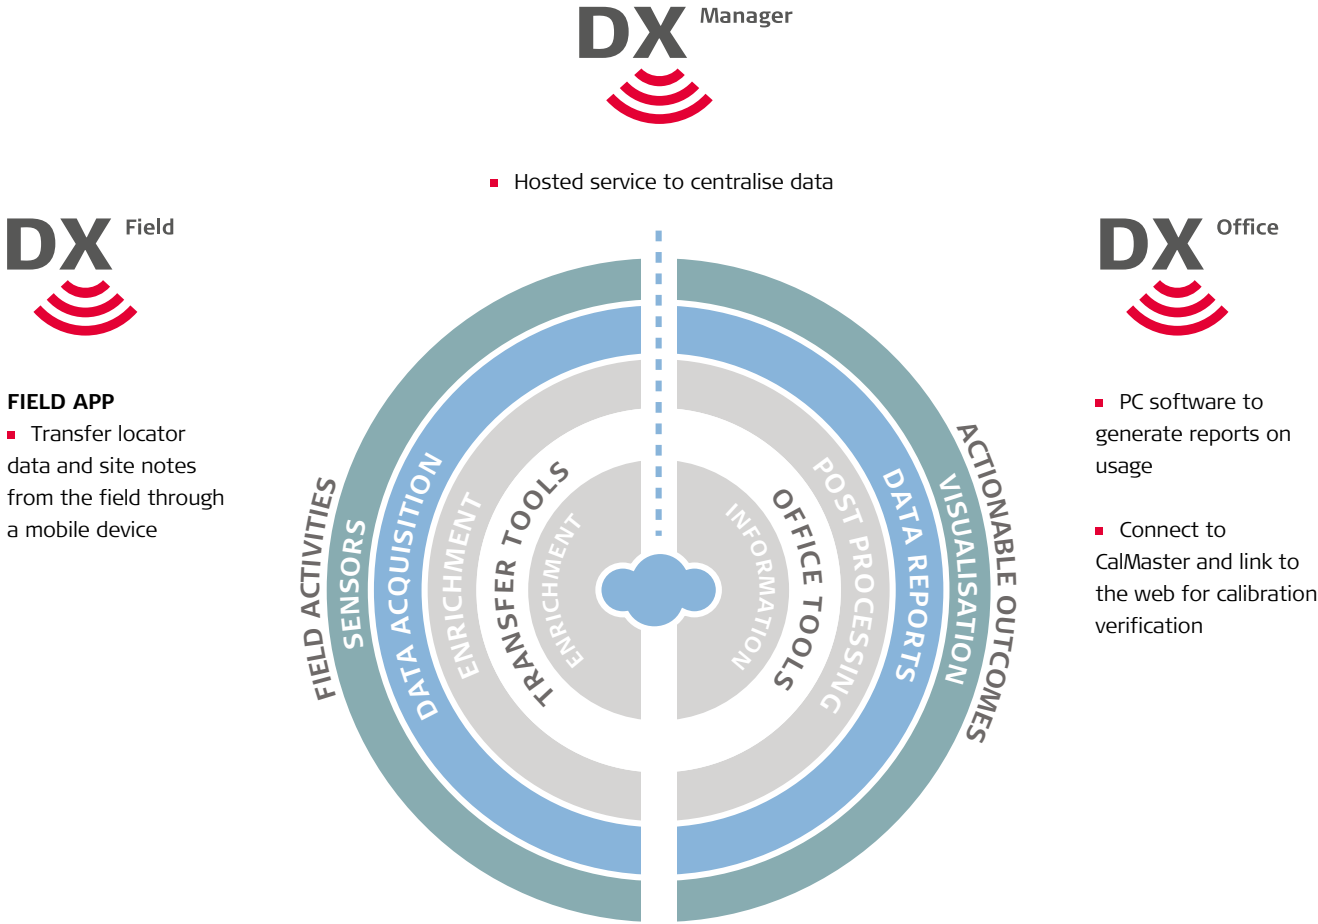 DX Manager
Hosted service to centralise data
DX Field
FIELD APP
Transfer locator
data and site notes
from the field through
a mobile device
FIELD ACTIVITIES
SENSORS
DATA ACQUISITION
ENRICHMENT
TRANSFER TOOLS
ENRICHMENT
INFORMATION
OFFICE TOOLS
POST PROCESSING
DATA REPORTS
VISUALISATION
ACTIONABLE OUTCOMES
DX Office
PC software to
generate reports on
usage
Connect to
CalMaster and link to
the web for calibration
verification